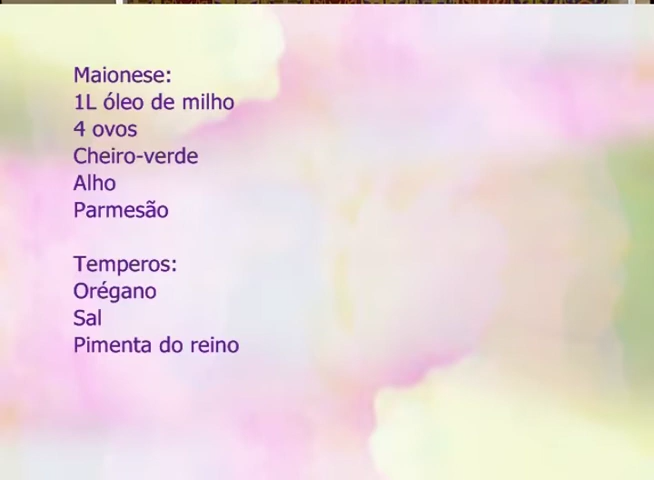 Maionese:
1L óleo de milho
4 ovos
Cheiro-verde
Alho
Parmesão
Temperos:
Orégano
Sal
Pimenta do reino